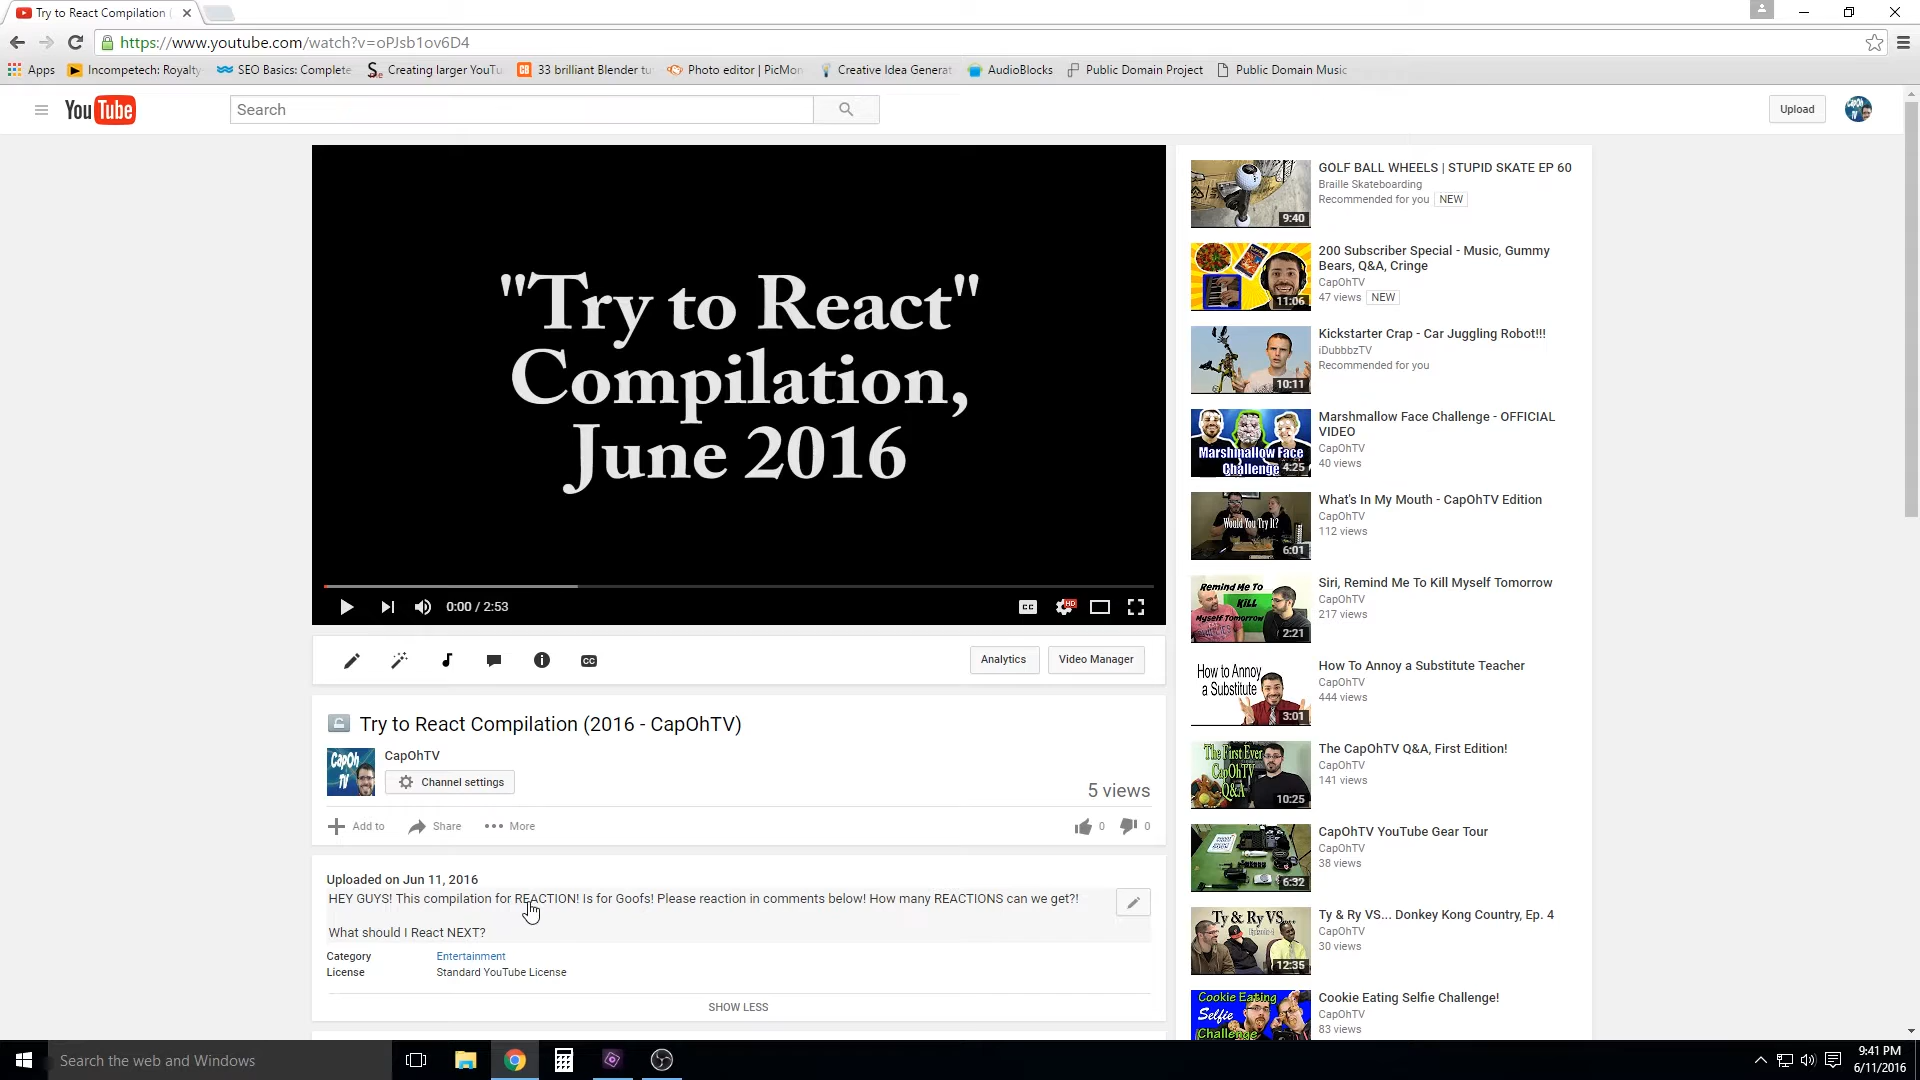 Try to React Compilation (
https://www.youtube.com/watch?v=oPJsb1ov6D4
Apps
Incompetech: Royalty
SEO Basics: Complete
Creating larger YouTu
33 brilliant Blender tu
Photo editor | PicMon
Creative Idea Generat
AudioBlocks
Public Domain Project
Public Domain Music
YouTube
Search
Upload
CapOh
TV
"Try to React"
Compilation,
June 2016
0:00 / 2:53
CC
HD
CC
Analytics
Video Manager
Try to React Compilation (2016 - CapOhTV)
CapOh
TV
CapOhTV
Channel settings
5 views
Add to
Share
More
0
0
Uploaded on Jun 11, 2016
HEY GUYS! This compilation for REACTION! Is for Goofs! Please reaction in comments below! How many REACTIONS can we get?!
What should I React NEXT?
Category
Entertainment
License
Standard YouTube License
SHOW LESS
9:40
GOLF BALL WHEELS | STUPID SKATE EP 60
Braille Skateboarding
Recommended for you
NEW
11:06
200 Subscriber Special - Music, Gummy
Bears, Q&A, Cringe
CapOhTV
47 views
NEW
10:11
Kickstarter Crap - Car Juggling Robot!!!
iDubbbzTV
Recommended for you
Marshmallow Face
Challenge
4:25
Marshmallow Face Challenge - OFFICIAL
VIDEO
CapOhTV
40 views
Would You Try It?
6:01
What's In My Mouth - CapOhTV Edition
CapOhTV
112 views
Remind Me To
Kill
Myself Tomorrow
2:21
Siri, Remind Me To Kill Myself Tomorrow
CapOhTV
217 views
How to Annoy
a Substitute
3:01
How To Annoy a Substitute Teacher
CapOhTV
444 views
The First Ever
CapOhTV
Q&A
10:25
The CapOhTV Q&A, First Edition!
CapOhTV
141 views
6:32
CapOhTV YouTube Gear Tour
CapOhTV
38 views
Ty & Ry VS...
12:35
Ty & Ry VS... Donkey Kong Country, Ep. 4
CapOhTV
30 views
Cookie Eating
Selfie
Challenge
Cookie Eating Selfie Challenge!
CapOhTV
83 views
Search the web and Windows
9:41 PM
6/11/2016